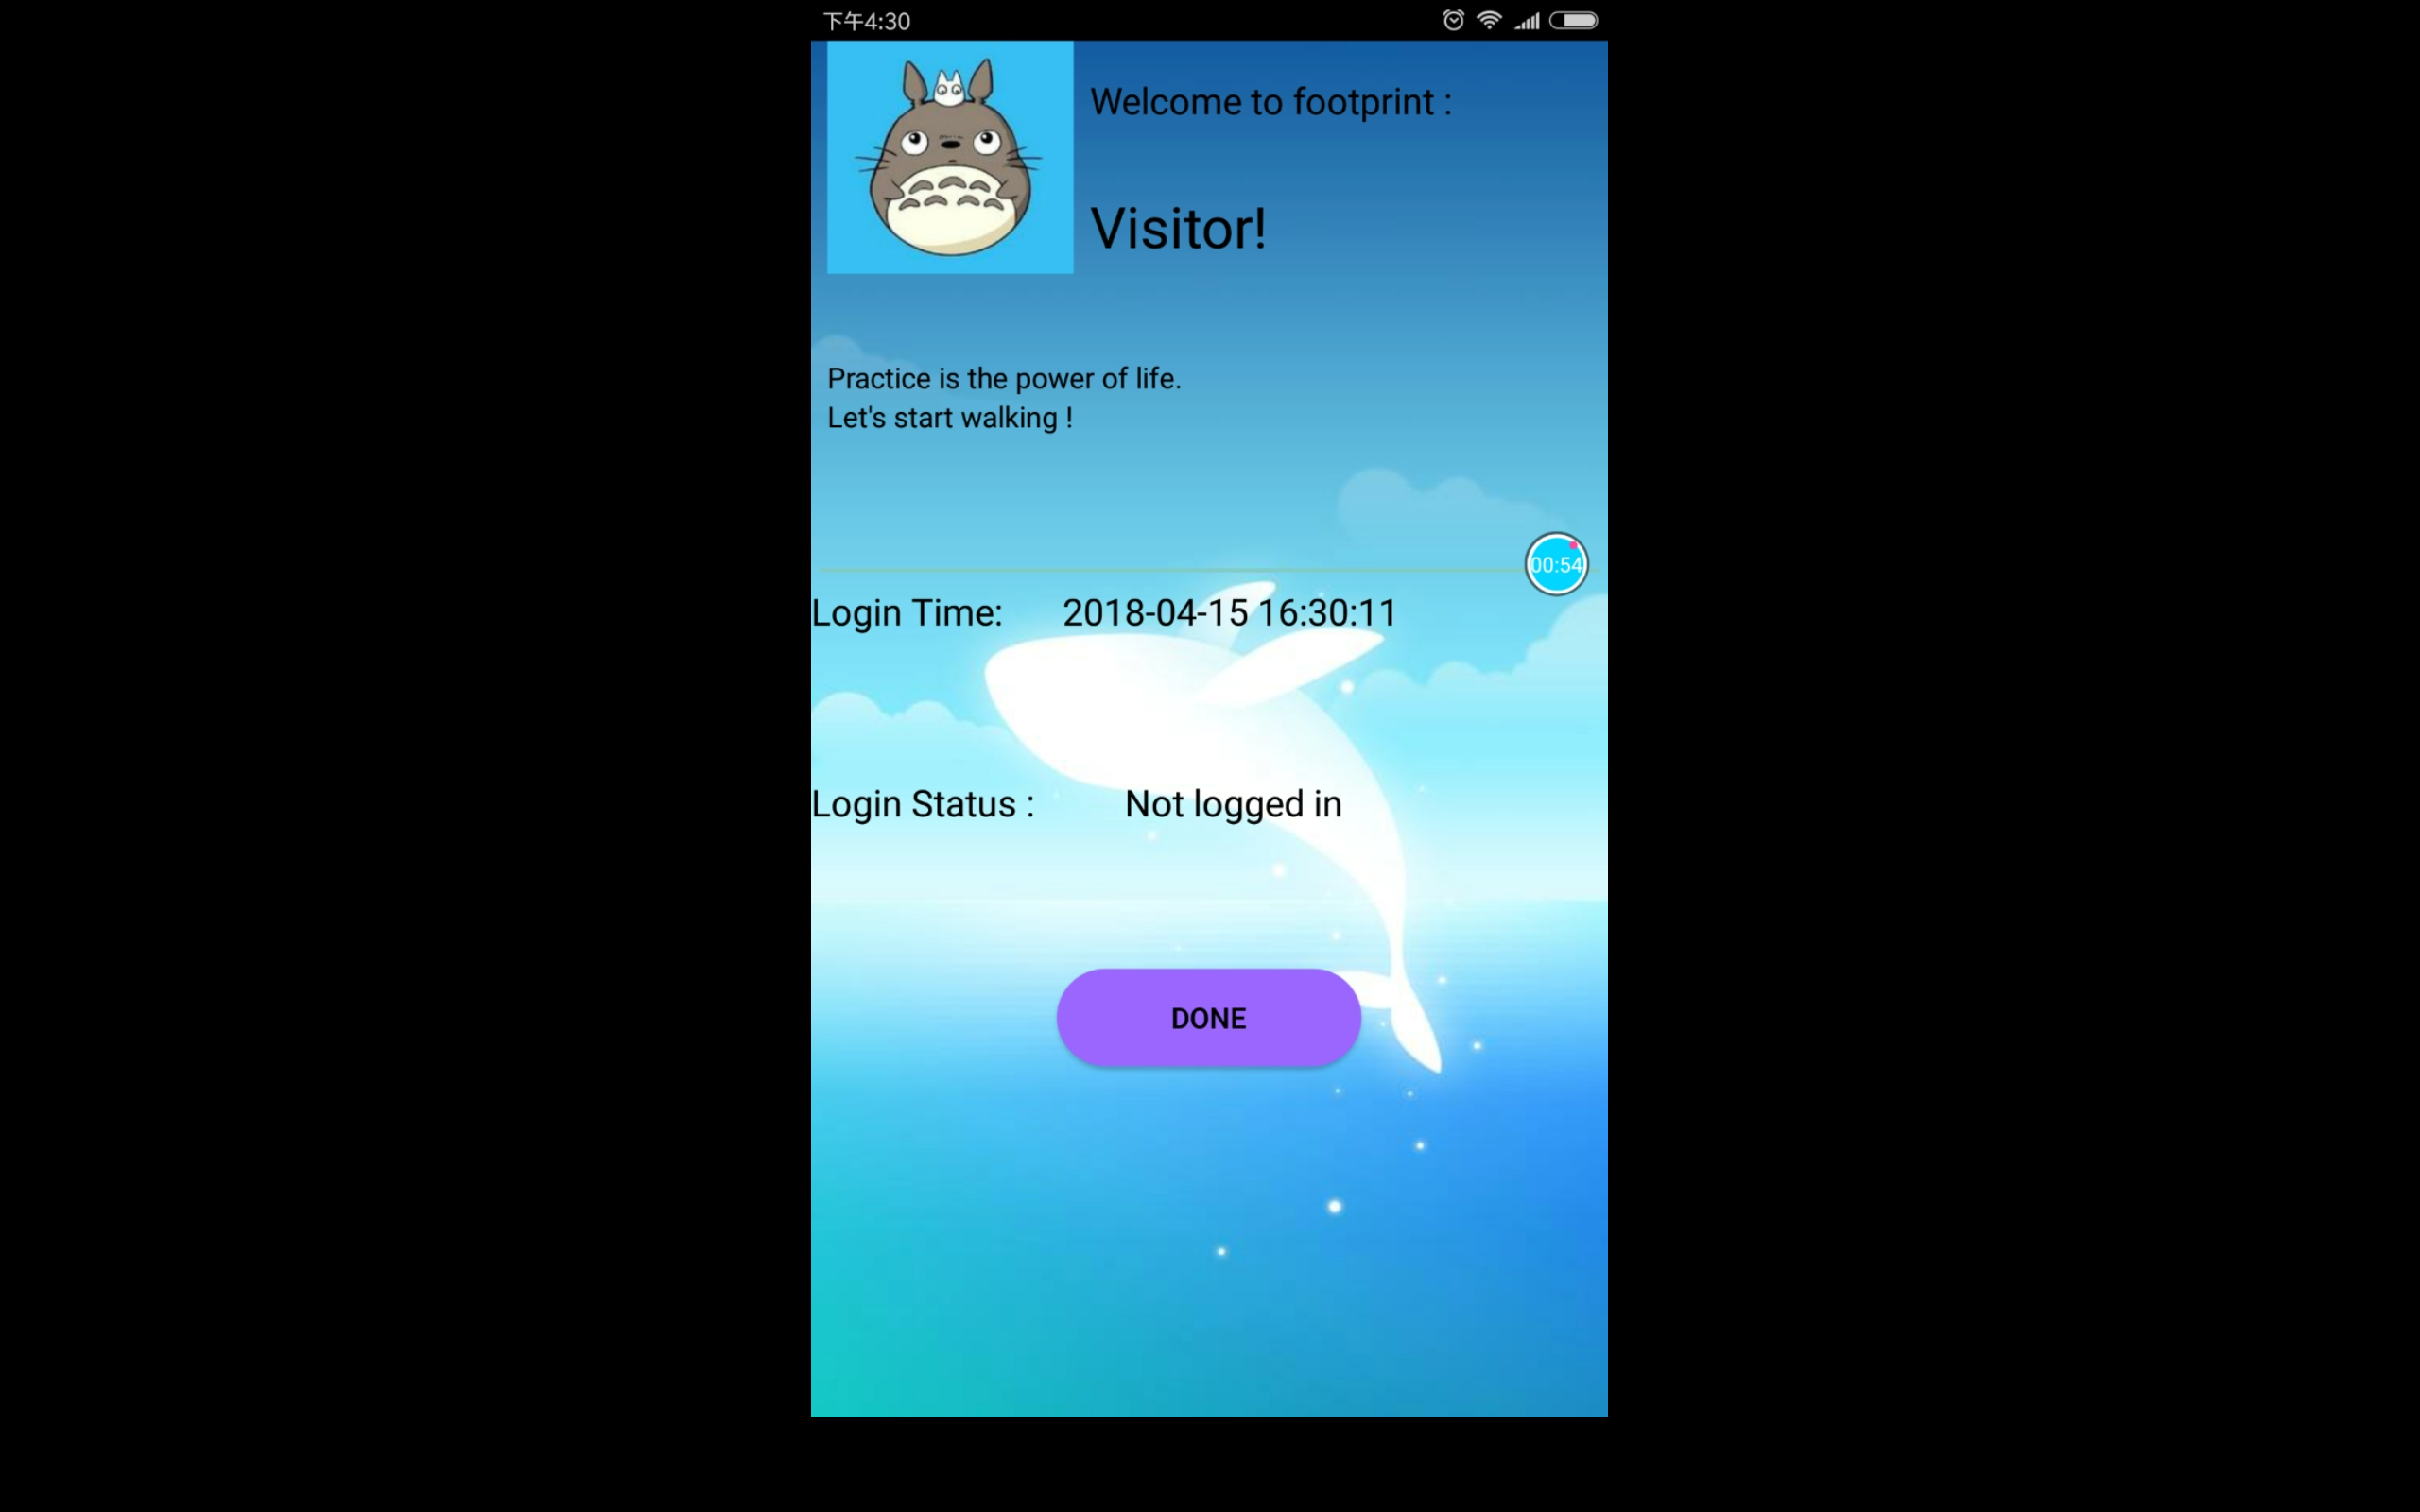 下午4:30
Welcome to footprint :
Visitor!
Practice is the power of life.
Let's start walking !
00:54
Login Time: 2018-04-15 16:30:11
Login Status : Not logged in
DONE